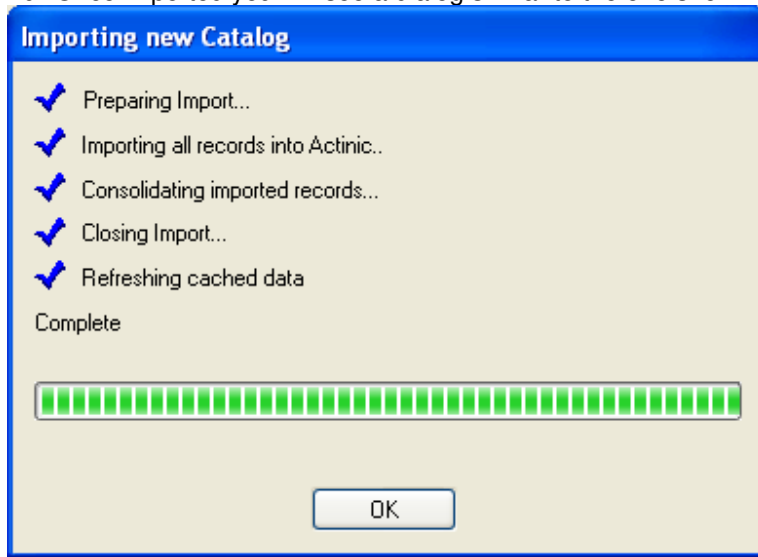 Importing new Catalog
Preparing Import...
Importing all records into Actinic..
Consolidating imported records...
Closing Import...
Refreshing cached data
Complete
OK